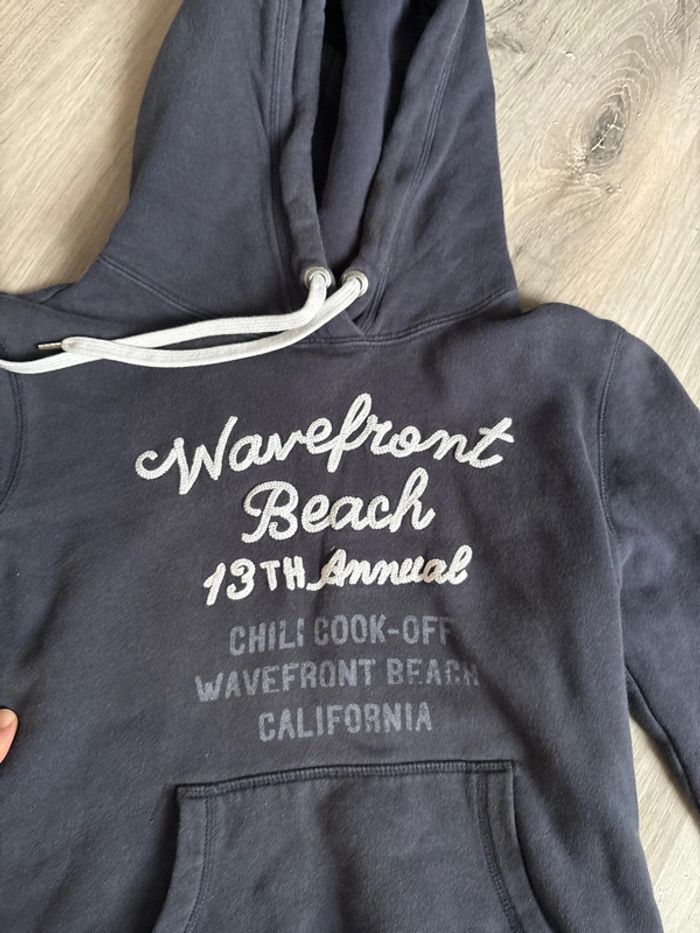 Wavefront
Beach
13TH Annual
CHILI COOK-OFF
WAVEFRONT BEACH
CALIFORNIA